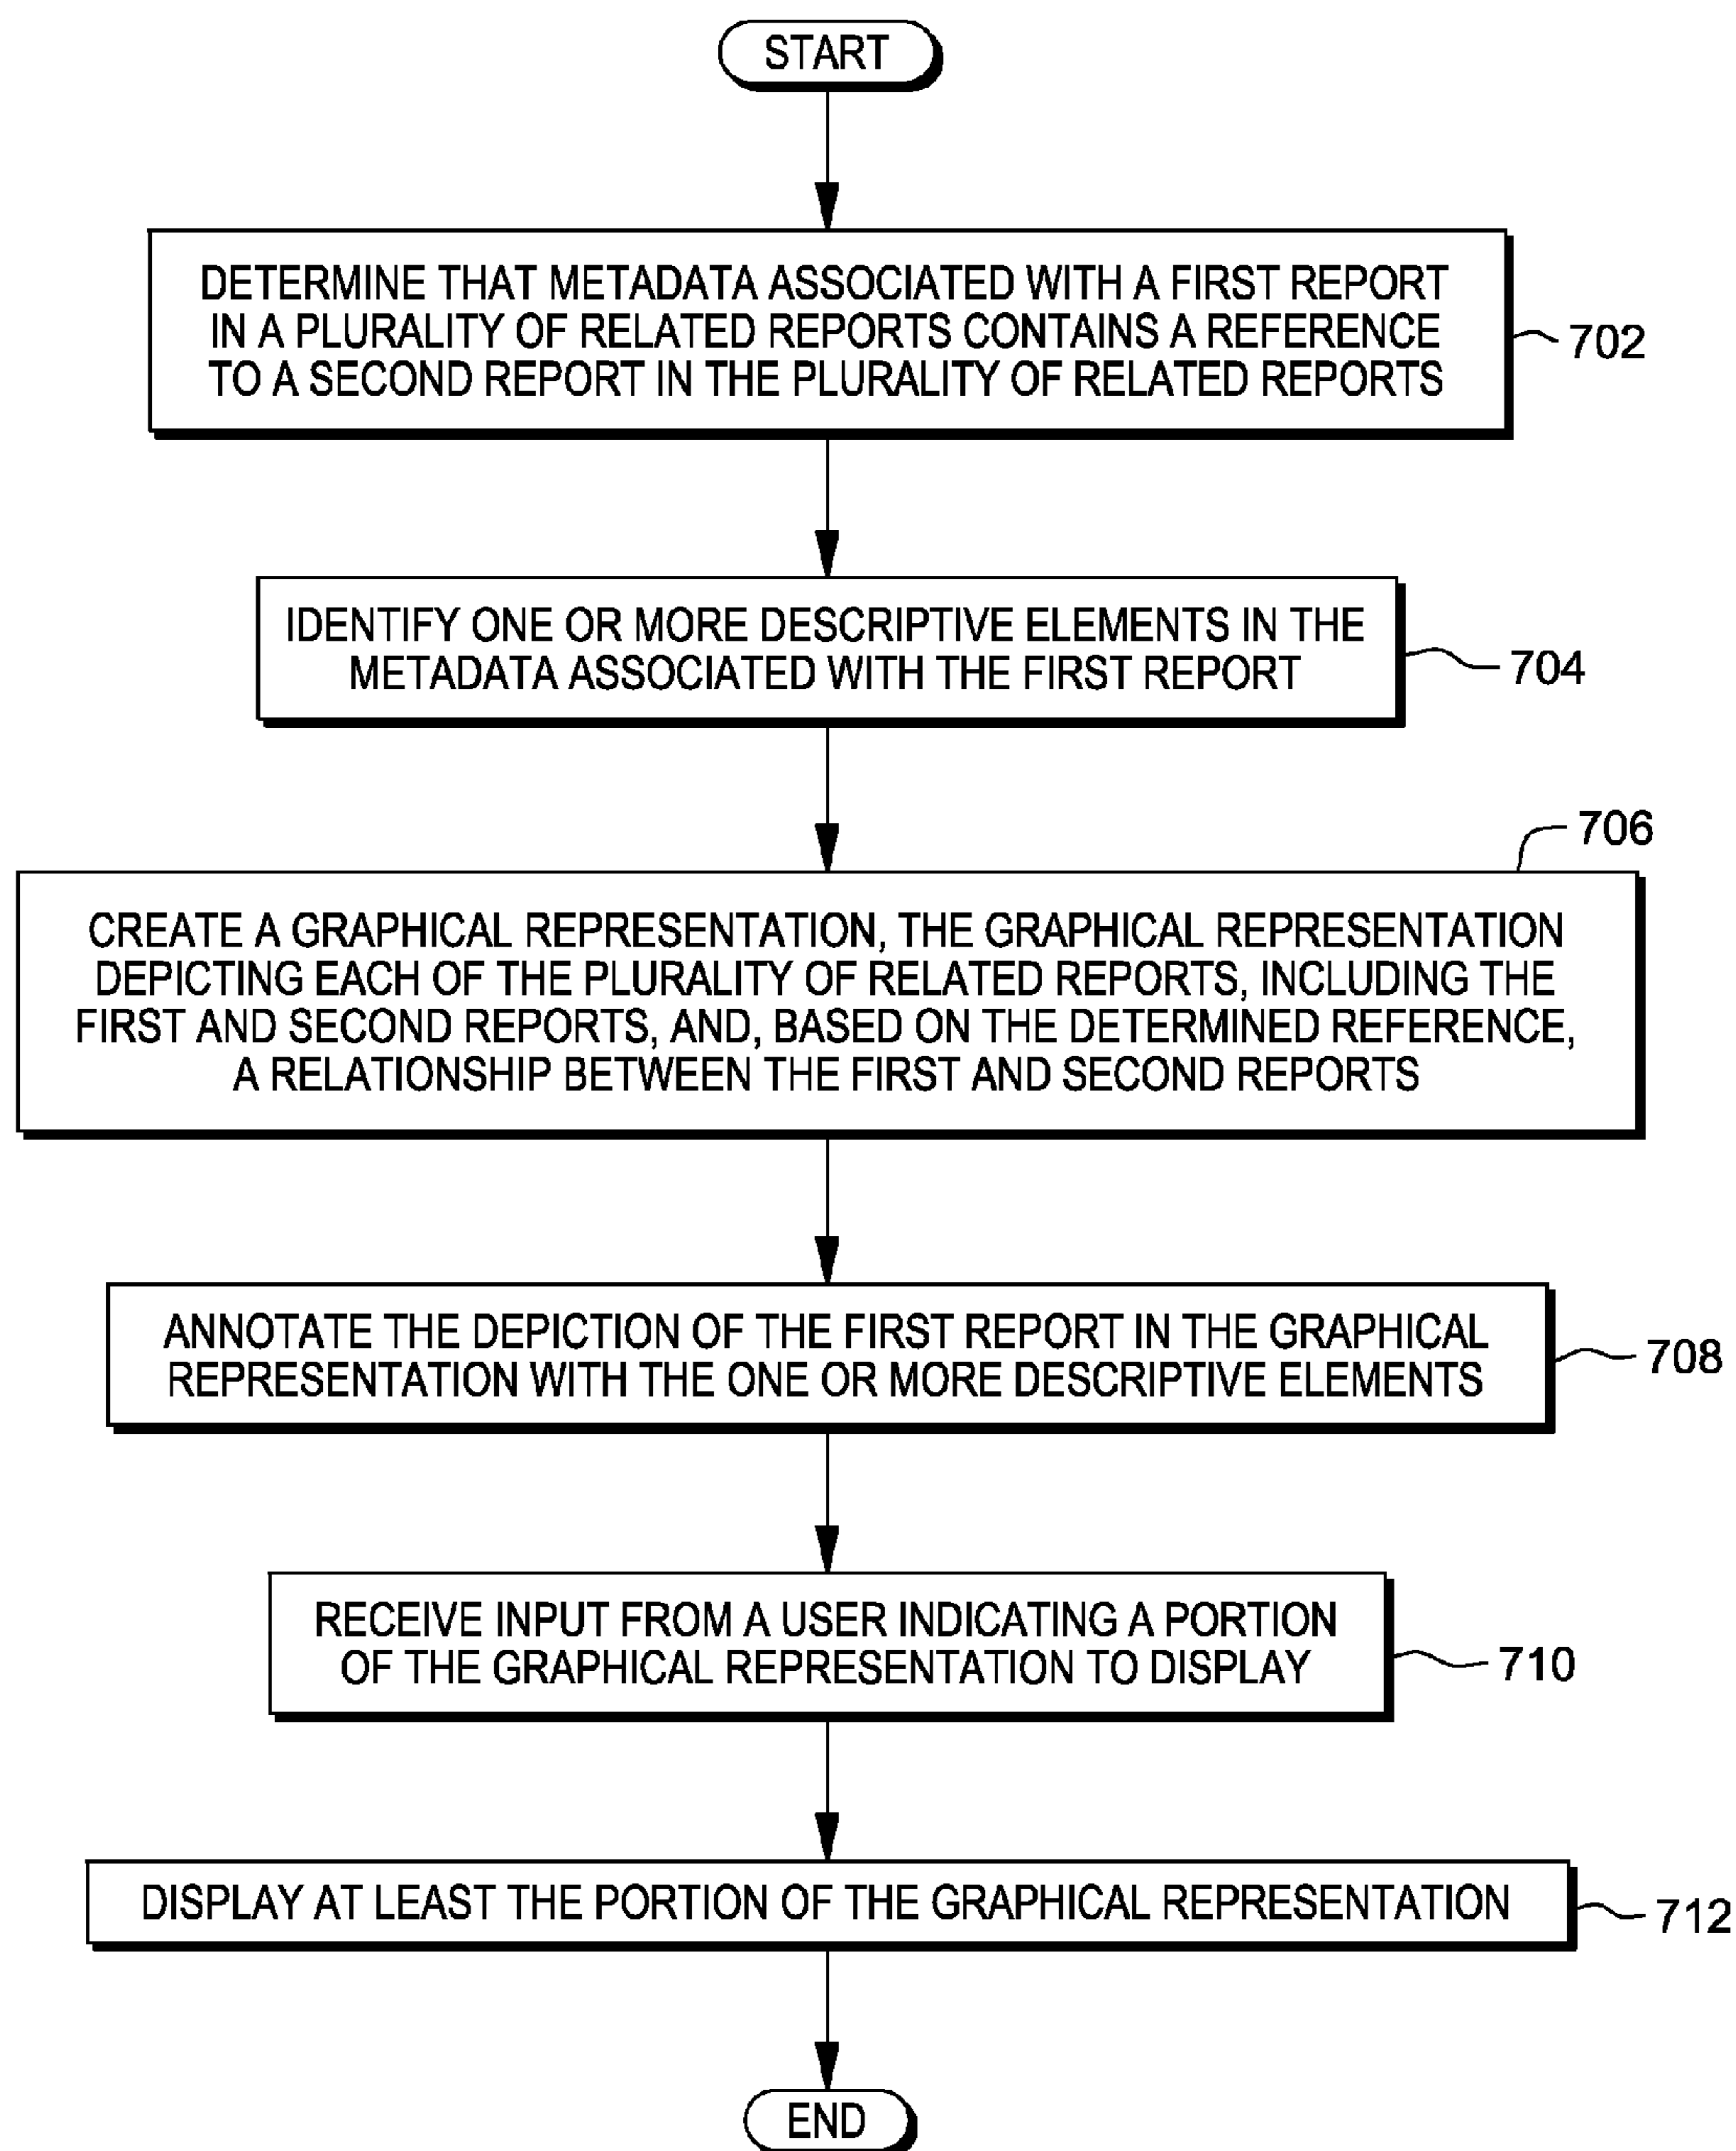 START
DETERMINE THAT METADATA ASSOCIATED WITH A FIRST REPORT
IN A PLURALITY OF RELATED REPORTS CONTAINS A REFERENCE
TO A SECOND REPORT IN THE PLURALITY OF RELATED REPORTS
702
IDENTIFY ONE OR MORE DESCRIPTIVE ELEMENTS IN THE
METADATA ASSOCIATED WITH THE FIRST REPORT
704
706
CREATE A GRAPHICAL REPRESENTATION, THE GRAPHICAL REPRESENTATION
DEPICTING EACH OF THE PLURALITY OF RELATED REPORTS, INCLUDING THE
FIRST AND SECOND REPORTS, AND, BASED ON THE DETERMINED REFERENCE,
A RELATIONSHIP BETWEEN THE FIRST AND SECOND REPORTS
ANNOTATE THE DEPICTION OF THE FIRST REPORT IN THE GRAPHICAL
REPRESENTATION WITH THE ONE OR MORE DESCRIPTIVE ELEMENTS
708
RECEIVE INPUT FROM A USER INDICATING A PORTION
OF THE GRAPHICAL REPRESENTATION TO DISPLAY
710
DISPLAY AT LEAST THE PORTION OF THE GRAPHICAL REPRESENTATION
712
END